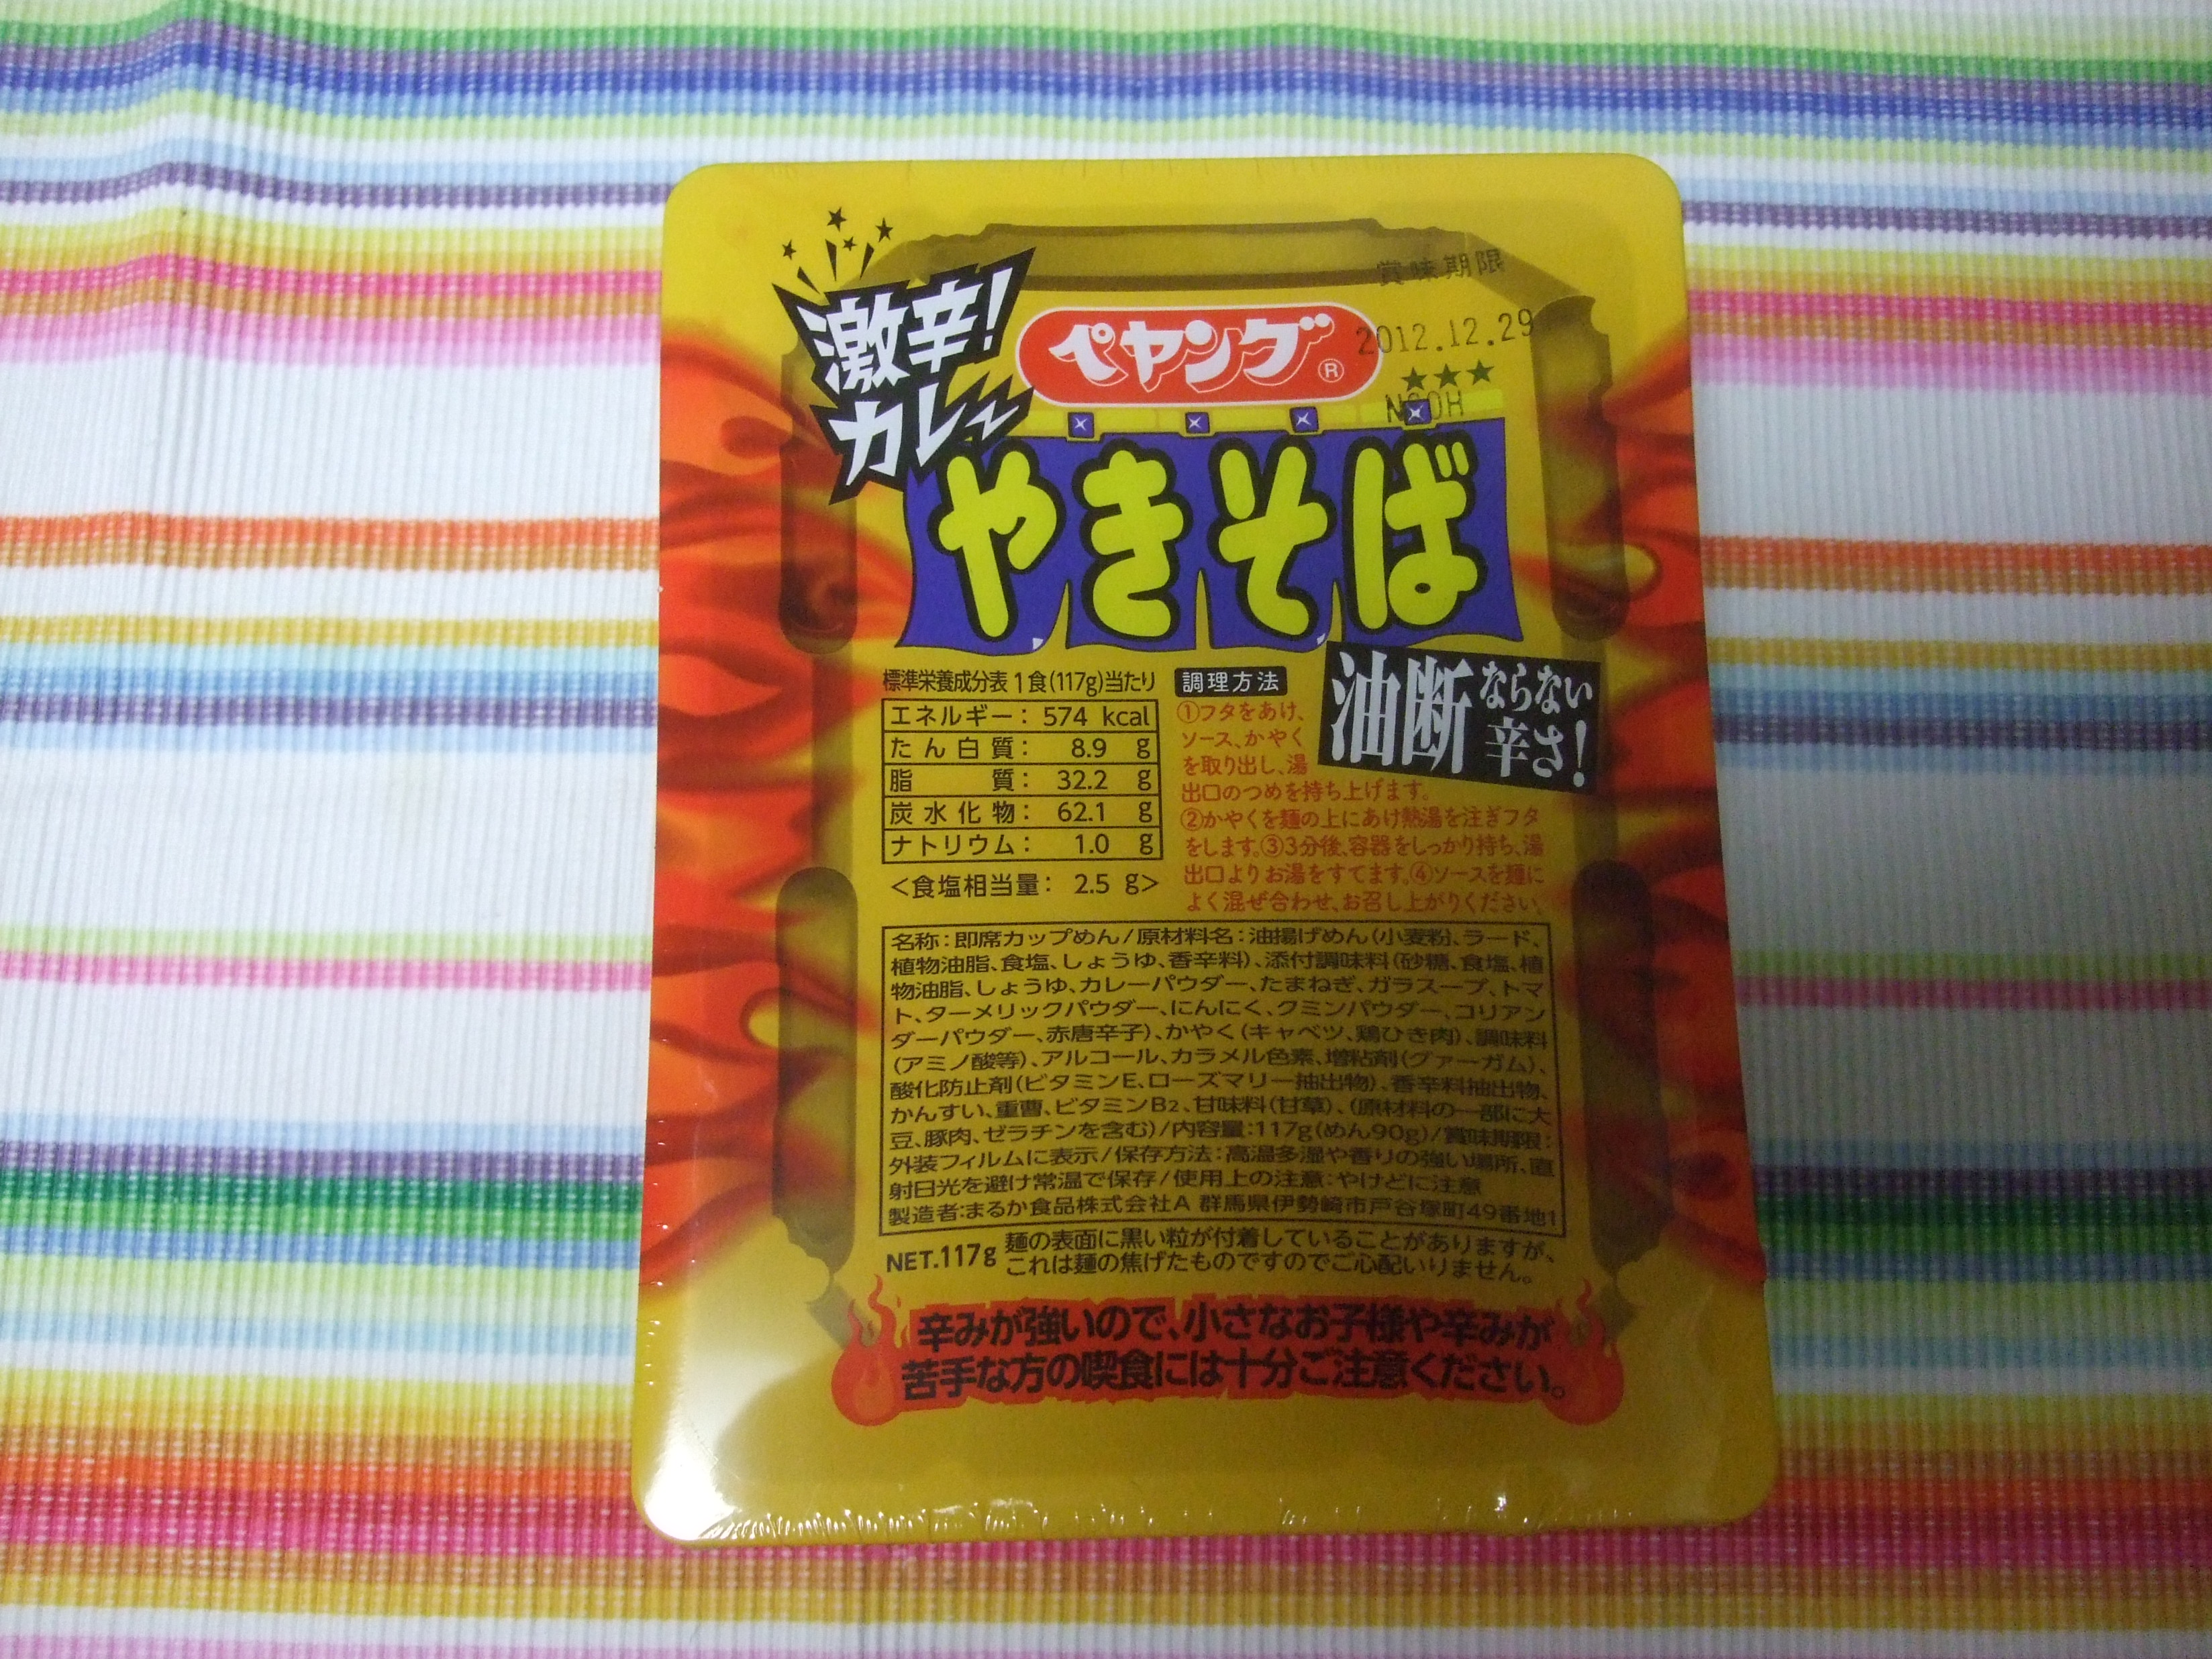 激辛!
カレー
ペヤング®
賞味期限
2012.12.29
★★★
やきそば
油断ならない
辛さ!
標準栄養成分表 1食(117g)当たり
エネルギー: 574 kcal
たん白質: 8.9 g
脂質: 32.2 g
炭水化物: 62.1 g
ナトリウム: 1.0 g
<食塩相当量: 2.5 g>
調理方法
①フタをあけ、
ソース、かやく
を取り出し、湯
出口のつめを持ち上げます。
②かやくを麺の上にあけ熱湯を注ぎフタ
をします。③3分後、容器をしっかり持ち、湯
出口よりお湯をすてます。④ソースを麺に
よく混ぜ合わせ、お召し上がりください。
名称:即席カップめん/原材料名:油揚げめん(小麦粉、ラード、
植物油脂、食塩、しょうゆ、香辛料)、添付調味料(砂糖、食塩、植
物油脂、しょうゆ、カレーパウダー、たまねぎ、ガラスープ、トマ
ト、ターメリックパウダー、にんにく、クミンパウダー、コリアン
ダーパウダー、赤唐辛子)、かやく(キャベツ、鶏ひき肉)、調味料
(アミノ酸等)、アルコール、カラメル色素、増粘剤(グァーガム)、
酸化防止剤(ビタミンE、ローズマリー抽出物)、香辛料抽出物、
かんすい、重曹、ビタミンB2、甘味料(甘草)、(原材料の一部に大
豆、豚肉、ゼラチンを含む)/内容量:117g(めん90g)/賞味期限:
外装フィルムに表示/保存方法:高温多湿や香りの強い場所、直
射日光を避け常温で保存/使用上の注意:やけどに注意
製造者:まるか食品株式会社A 群馬県伊勢崎市戸谷塚町49番地1
NET.117g 麺の表面に黒い粒が付着していることがありますが、
これは麺の焦げたものですのでご心配いりません。
辛みが強いので、小さなお子様や辛みが
苦手な方の喫食には十分ご注意ください。